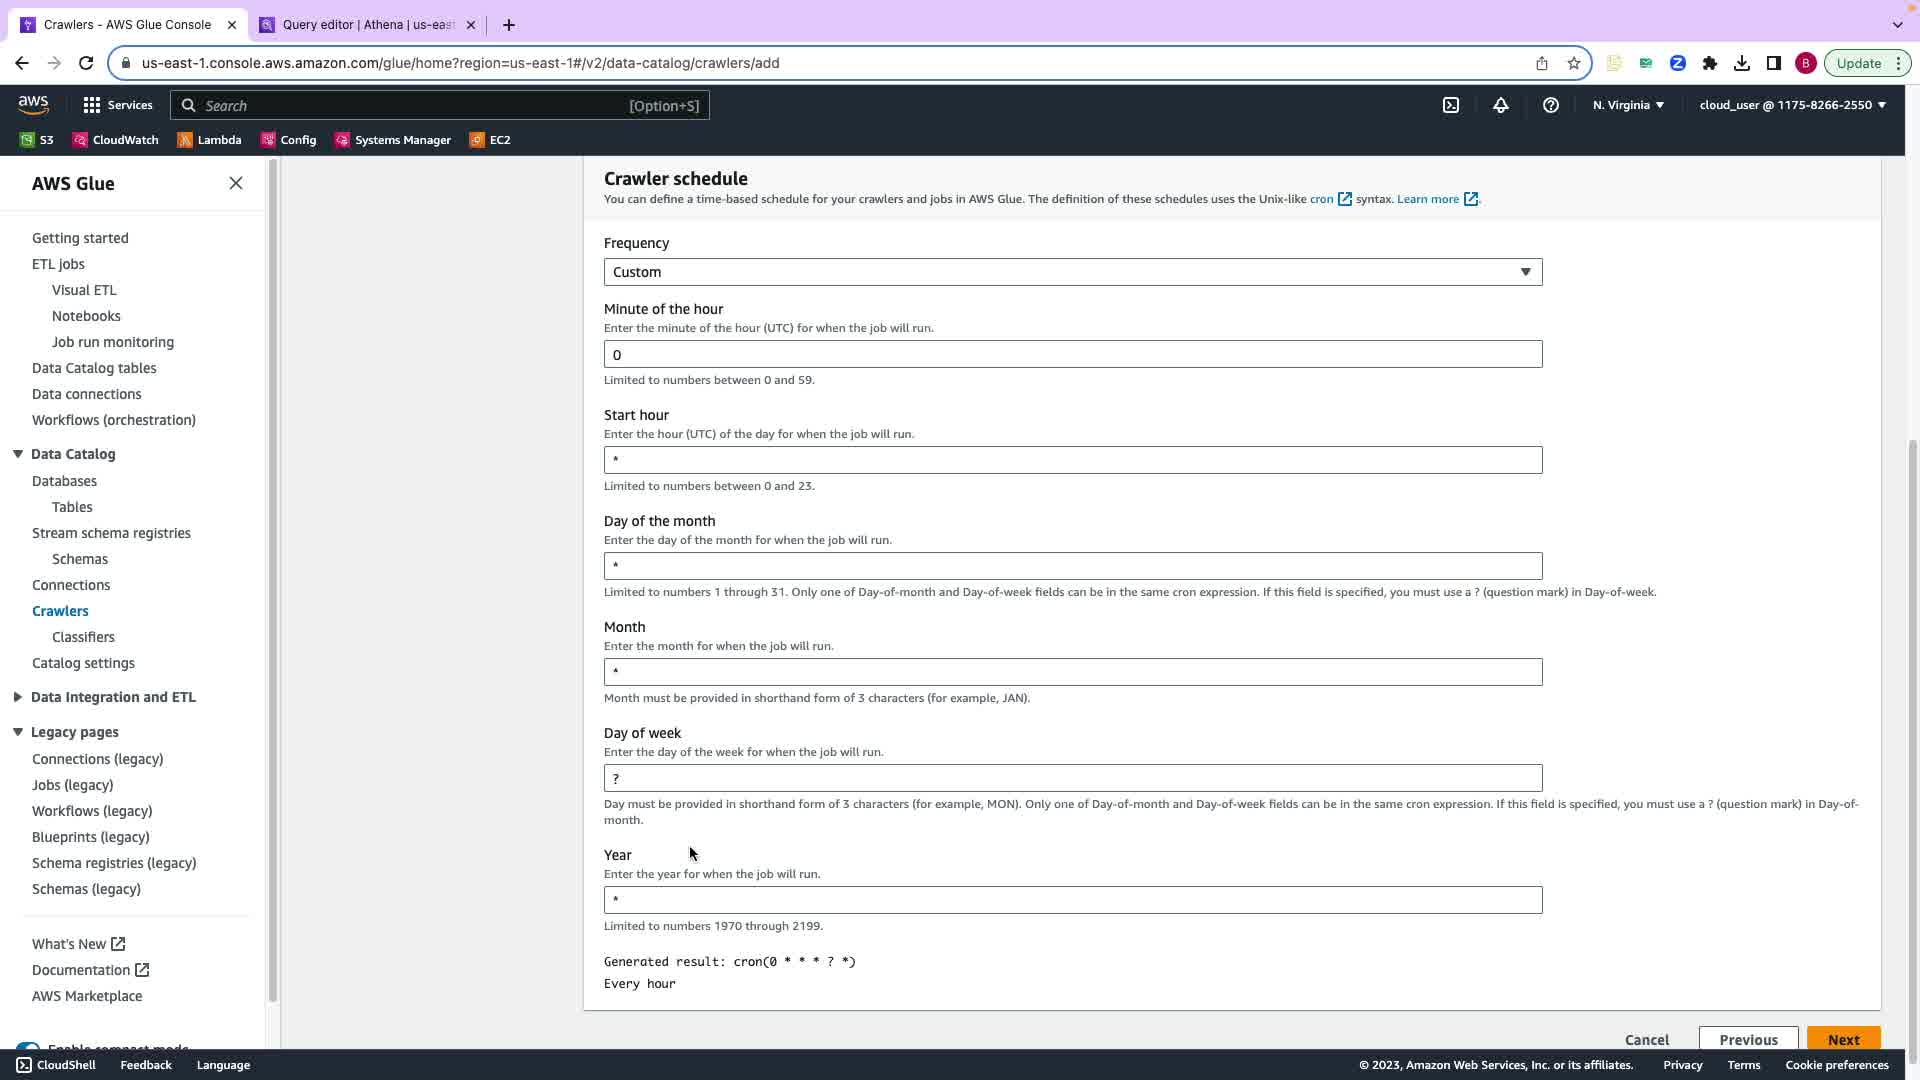 Crawlers - AWS Glue Console
Query editor | Athena | us-east
us-east-1.console.aws.amazon.com/glue/home?region=us-east-1#/v2/data-catalog/crawlers/add
B
Update
aws
Services
Search
[Option+S]
N. Virginia
cloud_user @ 1175-8266-2550
S3
CloudWatch
Lambda
Config
Systems Manager
EC2
AWS Glue
Getting started
ETL jobs
Visual ETL
Notebooks
Job run monitoring
Data Catalog tables
Data connections
Workflows (orchestration)
Data Catalog
Databases
Tables
Stream schema registries
Schemas
Connections
Crawlers
Classifiers
Catalog settings
Data Integration and ETL
Legacy pages
Connections (legacy)
Jobs (legacy)
Workflows (legacy)
Blueprints (legacy)
Schema registries (legacy)
Schemas (legacy)
What's New
Documentation
AWS Marketplace
Enable compact mode
Crawler schedule
You can define a time-based schedule for your crawlers and jobs in AWS Glue. The definition of these schedules uses the Unix-like cron syntax. Learn more .
Frequency
Custom
Minute of the hour
Enter the minute of the hour (UTC) for when the job will run.
0
Limited to numbers between 0 and 59.
Start hour
Enter the hour (UTC) of the day for when the job will run.
*
Limited to numbers between 0 and 23.
Day of the month
Enter the day of the month for when the job will run.
*
Limited to numbers 1 through 31. Only one of Day-of-month and Day-of-week fields can be in the same cron expression. If this field is specified, you must use a ? (question mark) in Day-of-week.
Month
Enter the month for when the job will run.
*
Month must be provided in shorthand form of 3 characters (for example, JAN).
Day of week
Enter the day of the week for when the job will run.
?
Day must be provided in shorthand form of 3 characters (for example, MON). Only one of Day-of-month and Day-of-week fields can be in the same cron expression. If this field is specified, you must use a ? (question mark) in Day-of-
month.
Year
Enter the year for when the job will run.
*
Limited to numbers 1970 through 2199.
Generated result: cron(0 * * * ? *)
Every hour
Cancel
Previous
Next
CloudShell
Feedback
Language
© 2023, Amazon Web Services, Inc. or its affiliates.
Privacy
Terms
Cookie preferences